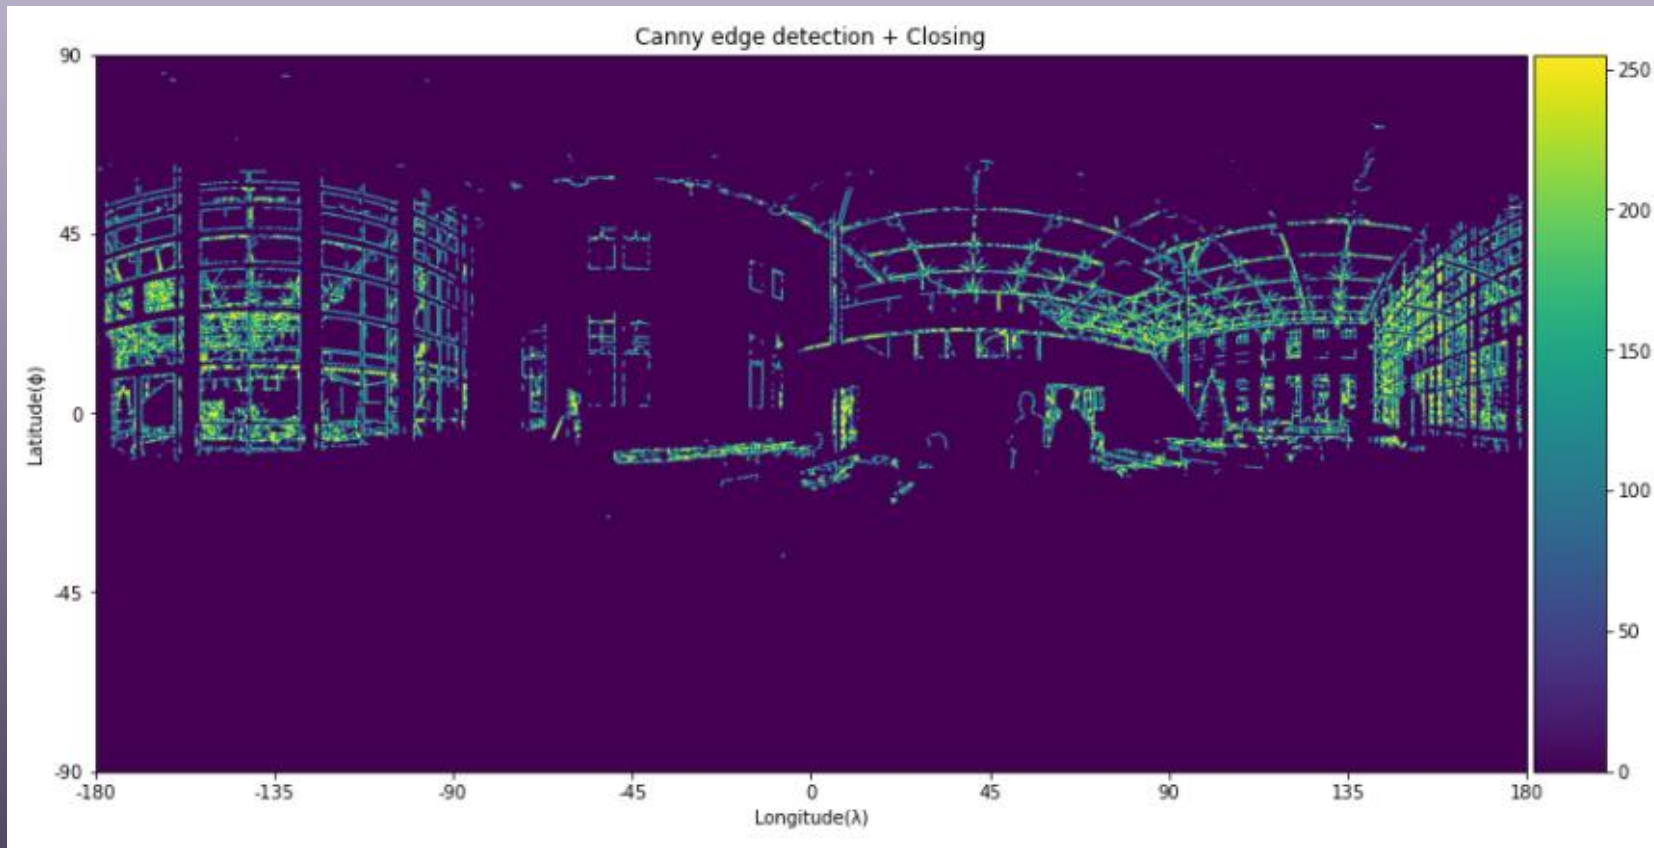 Canny edge detection + Closing
90
45
0
-45
-90
Latitude(ϕ)
-180 -135 -90 -45 0 45 90 135 180
Longitude(λ)
250
200
150
100
50
0